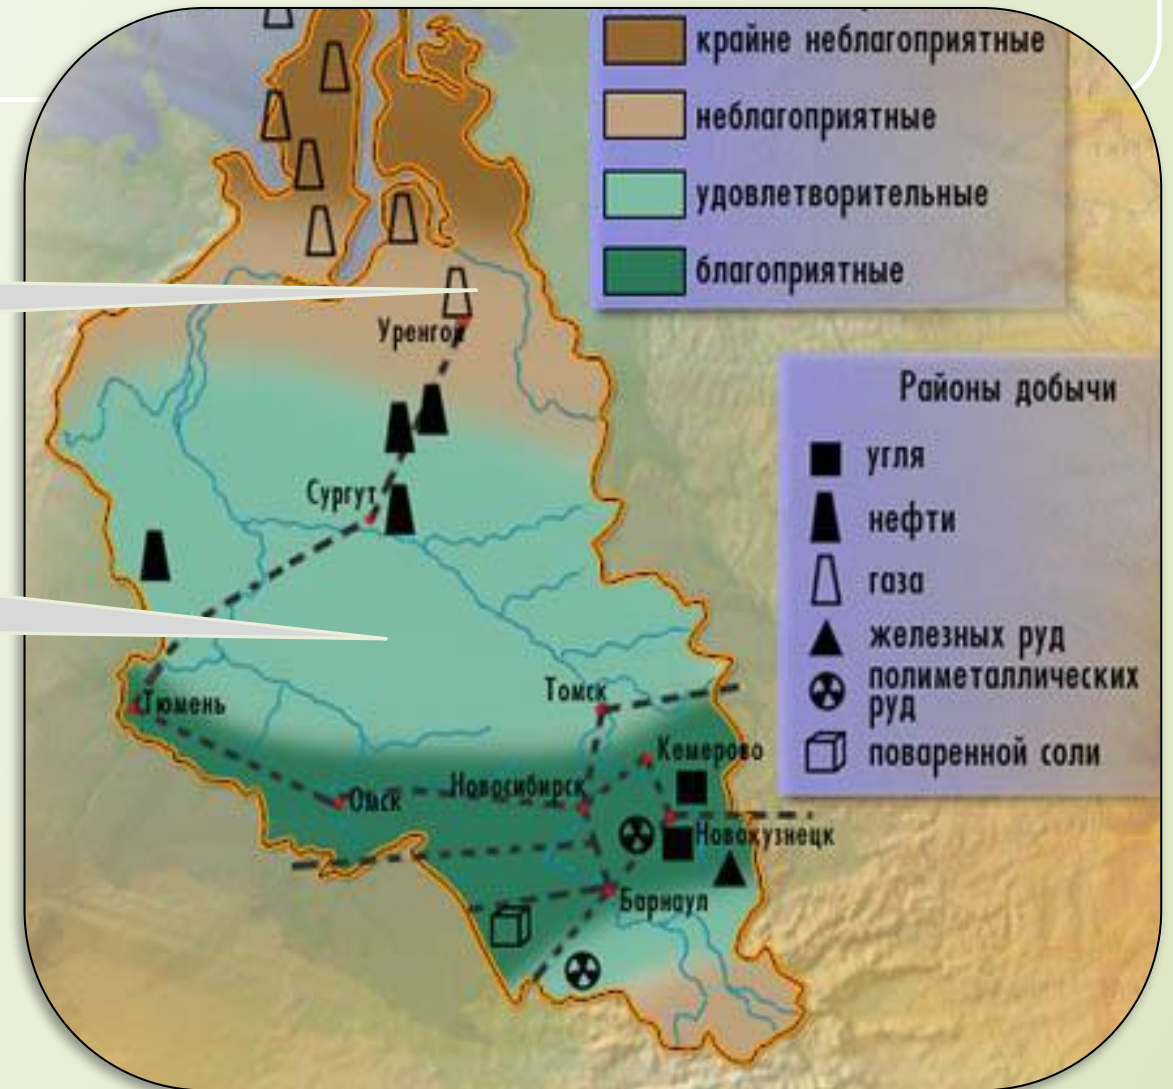 крайне неблагоприятные
неблагоприятные
удовлетворительные
благоприятные
Уренгой
Районы добычи
угля
нефти
газа
железных руд
полиметаллических
руд
поваренной соли
Сургут
Тюмень
Томск
Кемерово
Новосибирск
Омск
Новокузнецк
Барнаул